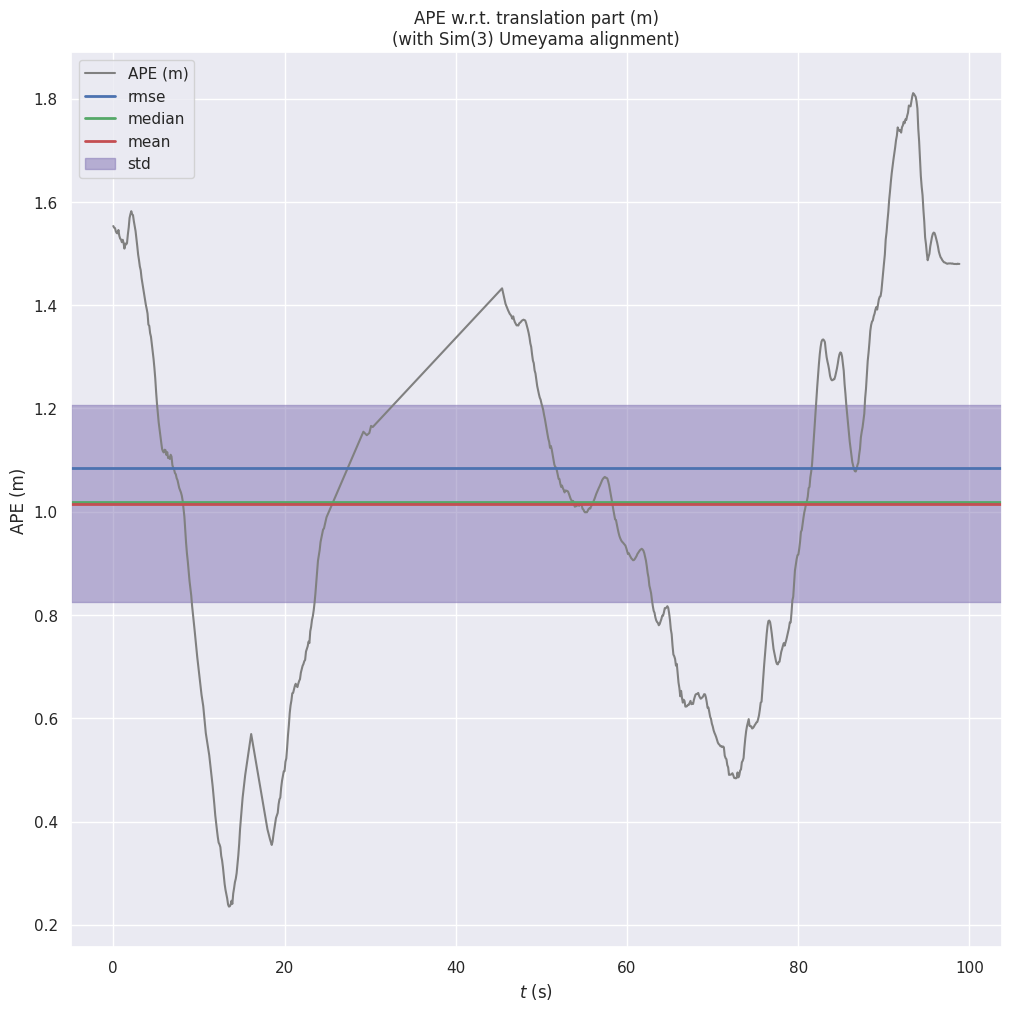 APE w.r.t. translation part (m)
(with Sim(3) Umeyama alignment)
APE (m)
rmse
median
mean
std
APE (m)
1.8
1.6
1.4
1.2
1.0
0.8
0.6
0.4
0.2
0 20 40 60 80 100
t (s)